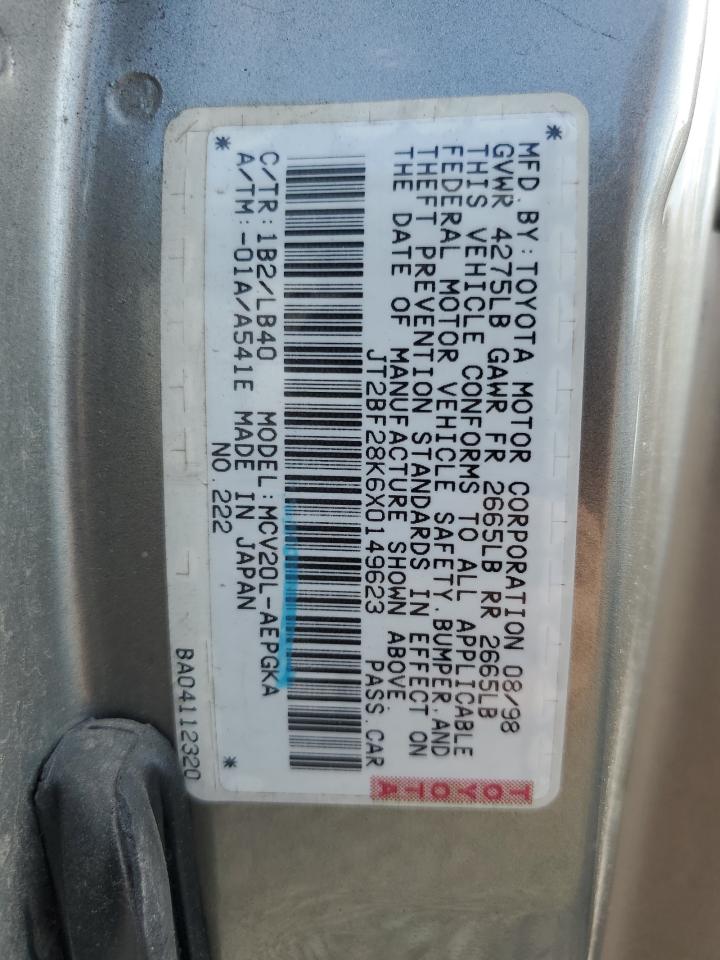 MFD. BY: TOYOTA MOTOR CORPORATION 08/98
GVWR 4275LB GAWR FR 2665LB RR 2665LB
THIS VEHICLE CONFORMS TO ALL APPLICABLE
FEDERAL MOTOR VEHICLE SAFETY, BUMPER, AND
THEFT PREVENTION STANDARDS IN EFFECT ON
THE DATE OF MANUFACTURE SHOWN ABOVE.
JT2BF28K6X0149623 PASS. CAR
TOYOTA
C/TR: 1B2/LB40 MODEL: MCV20L-AEPGKA
A/TM: -01A/A541E MADE IN JAPAN
NO. 222
BA04112320